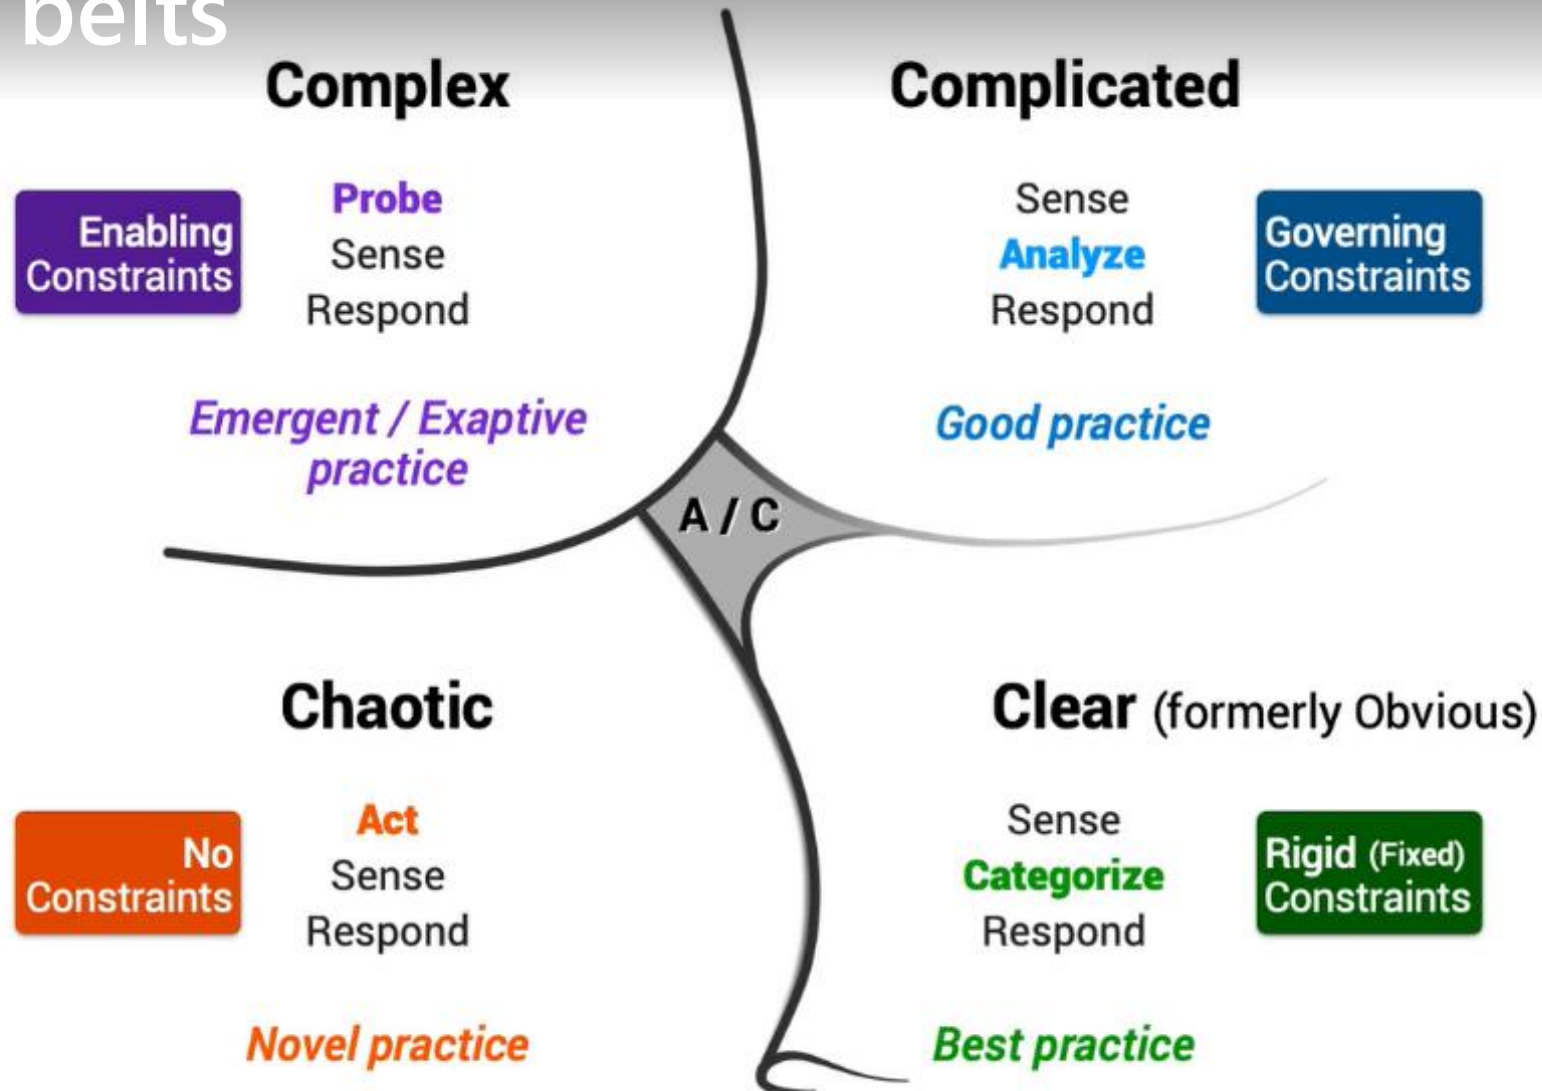 belts
Complex
Enabling
Constraints
Probe
Sense
Respond
Emergent / Exaptive
practice
Complicated
Sense
Analyze
Respond
Governing
Constraints
Good practice
A / C
Chaotic
No
Constraints
Act
Sense
Respond
Novel practice
Clear (formerly Obvious)
Sense
Categorize
Respond
Rigid (Fixed)
Constraints
Best practice